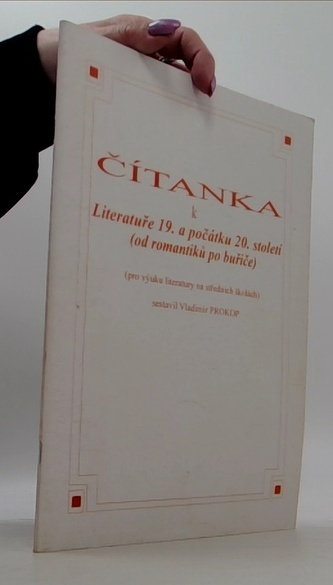 ČÍTANKA
k
Literatuře 19. a počátku 20. století
(od romantiků po buřiče)
(pro výuku literatury na středních školách)
sestavil Vladimír PROKOP